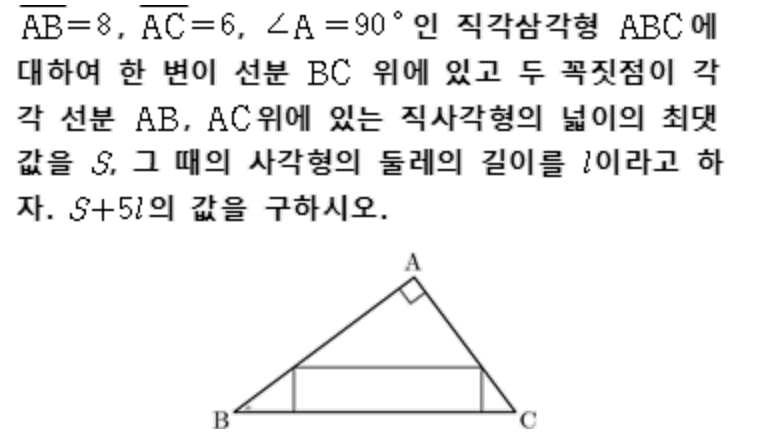 AB=8, AC=6, ∠A=90°인 직각삼각형 ABC에
대하여 한 변이 선분 BC 위에 있고 두 꼭짓점이 각
각 선분 AB, AC위에 있는 직사각형의 넓이의 최댓
값을 S, 그 때의 사각형의 둘레의 길이를 l이라고 하
자. S+5l의 값을 구하시오.
A
B
C